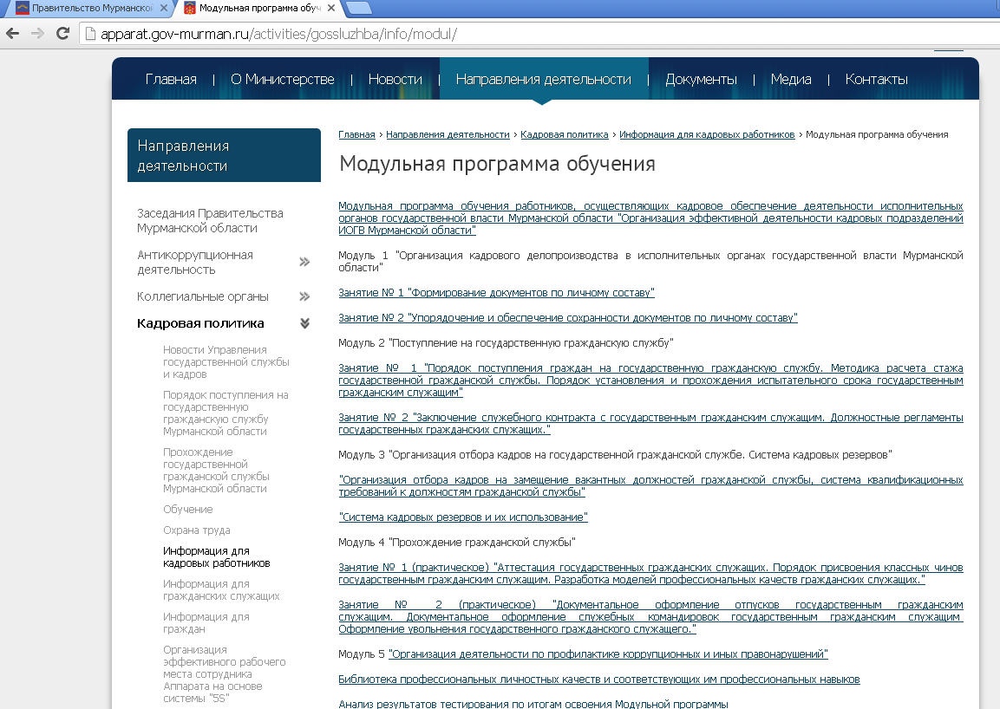 Правительство Мурманской
Модульная программа обуч
apparat.gov-murman.ru/activities/gossluzhba/info/modul/
Главная | О Министерстве | Новости | Направления деятельности | Документы | Медиа | Контакты
Направления
деятельности
Заседания Правительства
Мурманской области
Антикоррупционная
деятельность
Коллегиальные органы
Кадровая политика
Новости Управления
государственной службы
и кадров
Порядок поступления на
государственную
гражданскую службу
Мурманской области
Прохождение
государственной
гражданской службы
Мурманской области
Обучение
Охрана труда
Информация для
кадровых работников
Информация для
гражданских служащих
Информация для
граждан
Организация
эффективного рабочего
места сотрудника
Аппарата на основе
системы "5S"
Главная › Направления деятельности › Кадровая политика › Информация для кадровых работников › Модульная программа обучения
Модульная программа обучения
Модульная программа обучения работников, осуществляющих кадровое обеспечение деятельности исполнительных
органов государственной власти Мурманской области "Организация эффективной деятельности кадровых подразделений
ИОГВ Мурманской области"
Модуль 1 "Организация кадрового делопроизводства в исполнительных органах государственной власти Мурманской
области"
Занятие № 1 "Формирование документов по личному составу"
Занятие № 2 "Упорядочение и обеспечение сохранности документов по личному составу"
Модуль 2 "Поступление на государственную гражданскую службу"
Занятие № 1 "Порядок поступления граждан на государственную гражданскую службу. Методика расчета стажа
государственной гражданской службы. Порядок установления и прохождения испытательного срока государственным
гражданским служащим"
Занятие № 2 "Заключение служебного контракта с государственным гражданским служащим. Должностные регламенты
государственных гражданских служащих."
Модуль 3 "Организация отбора кадров на государственной гражданской службе. Система кадровых резервов"
"Организация отбора кадров на замещение вакантных должностей гражданской службы, система квалификационных
требований к должностям гражданской службы"
"Система кадровых резервов и их использование"
Модуль 4 "Прохождение гражданской службы"
Занятие № 1 (практическое) "Аттестация государственных гражданских служащих. Порядок присвоения классных чинов
государственным гражданским служащим. Разработка моделей профессиональных качеств гражданских служащих."
Занятие № 2 (практическое) "Документальное оформление отпусков государственным гражданским
служащим. Документальное оформление служебных командировок государственным гражданским служащим
Оформление увольнения государственного гражданского служащего."
Модуль 5 "Организация деятельности по профилактике коррупционных и иных правонарушений"
Библиотека профессиональных личностных качеств и соответствующих им профессиональных навыков
Анализ результатов тестирования по итогам освоения Модульной программы